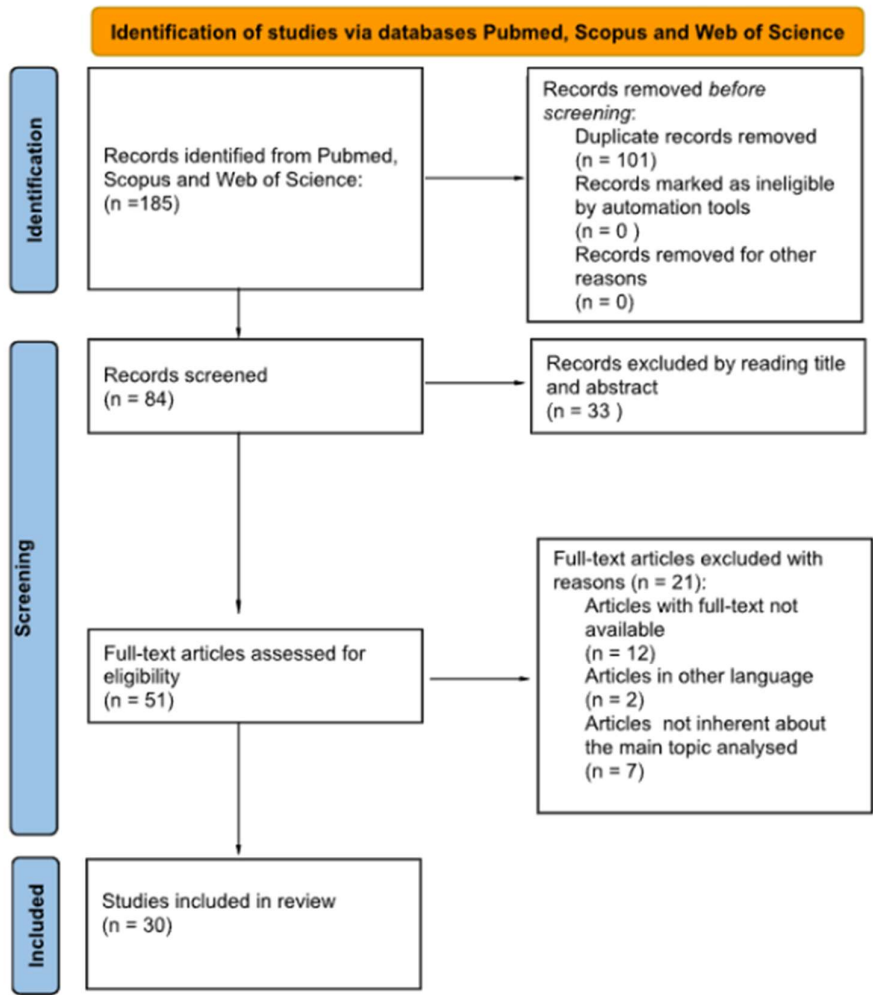 Identification of studies via databases Pubmed, Scopus and Web of Science
Identification
Records identified from Pubmed,
Scopus and Web of Science:
(n =185)
Records removed before
screening:
Duplicate records removed
(n = 101)
Records marked as ineligible
by automation tools
(n = 0 )
Records removed for other
reasons
(n = 0)
Screening
Records screened
(n = 84)
Records excluded by reading title
and abstract
(n = 33 )
Full-text articles assessed for
eligibility
(n = 51)
Full-text articles excluded with
reasons (n = 21):
Articles with full-text not
available
(n = 12)
Articles in other language
(n = 2)
Articles  not inherent about
the main topic analysed
(n = 7)
Included
Studies included in review
(n = 30)